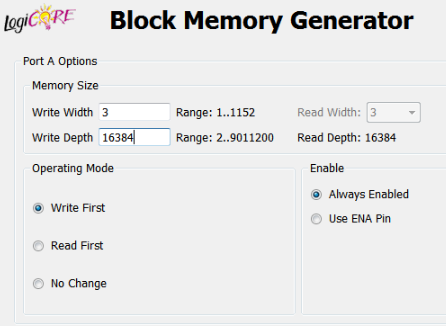 LogiCORE
Block Memory Generator
Port A Options
Memory Size
Write Width 3 Range: 1..1152 Read Width: 3
Write Depth 16384 Range: 2..9011200 Read Depth: 16384
Operating Mode
Enable
Write First
Always Enabled
Use ENA Pin
Read First
No Change